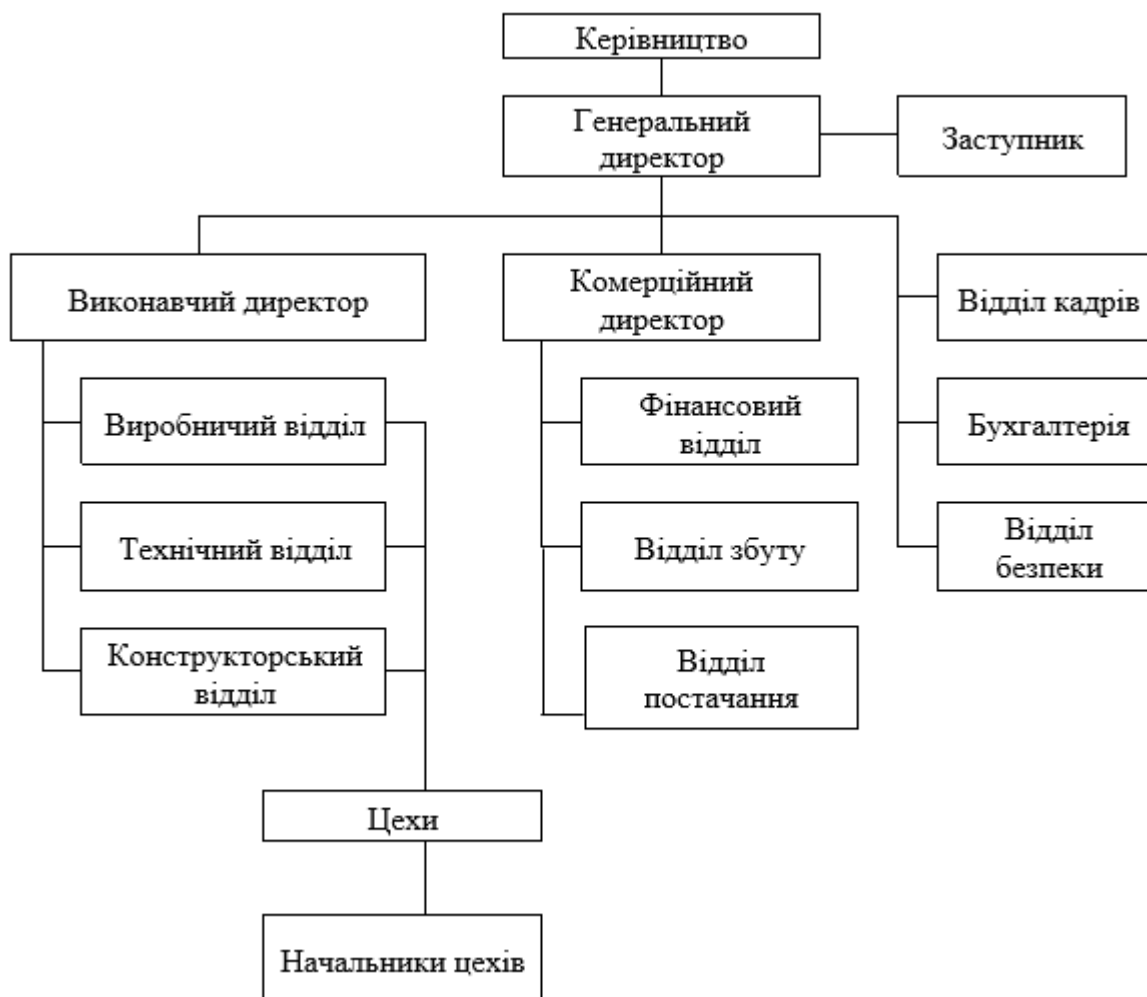 Керівництво
Генеральний
директор
Заступник
Виконавчий директор
Комерційний
директор
Відділ кадрів
Виробничий відділ
Фінансовий
відділ
Бухгалтерія
Технічний відділ
Відділ збуту
Відділ
безпеки
Конструкторський
відділ
Відділ
постачання
Цехи
Начальники цехів